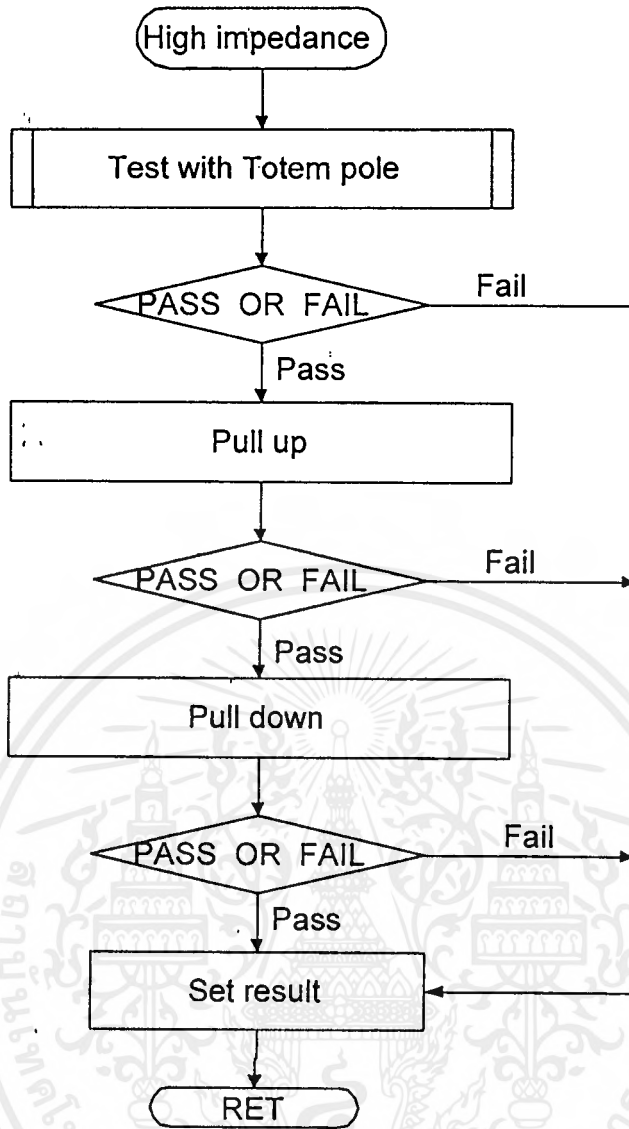 High impedance
Test with Totem pole
PASS OR FAIL
Fail
Pass
Pull up
PASS OR FAIL
Fail
Pass
Pull down
PASS OR FAIL
Fail
Pass
Set result
RET